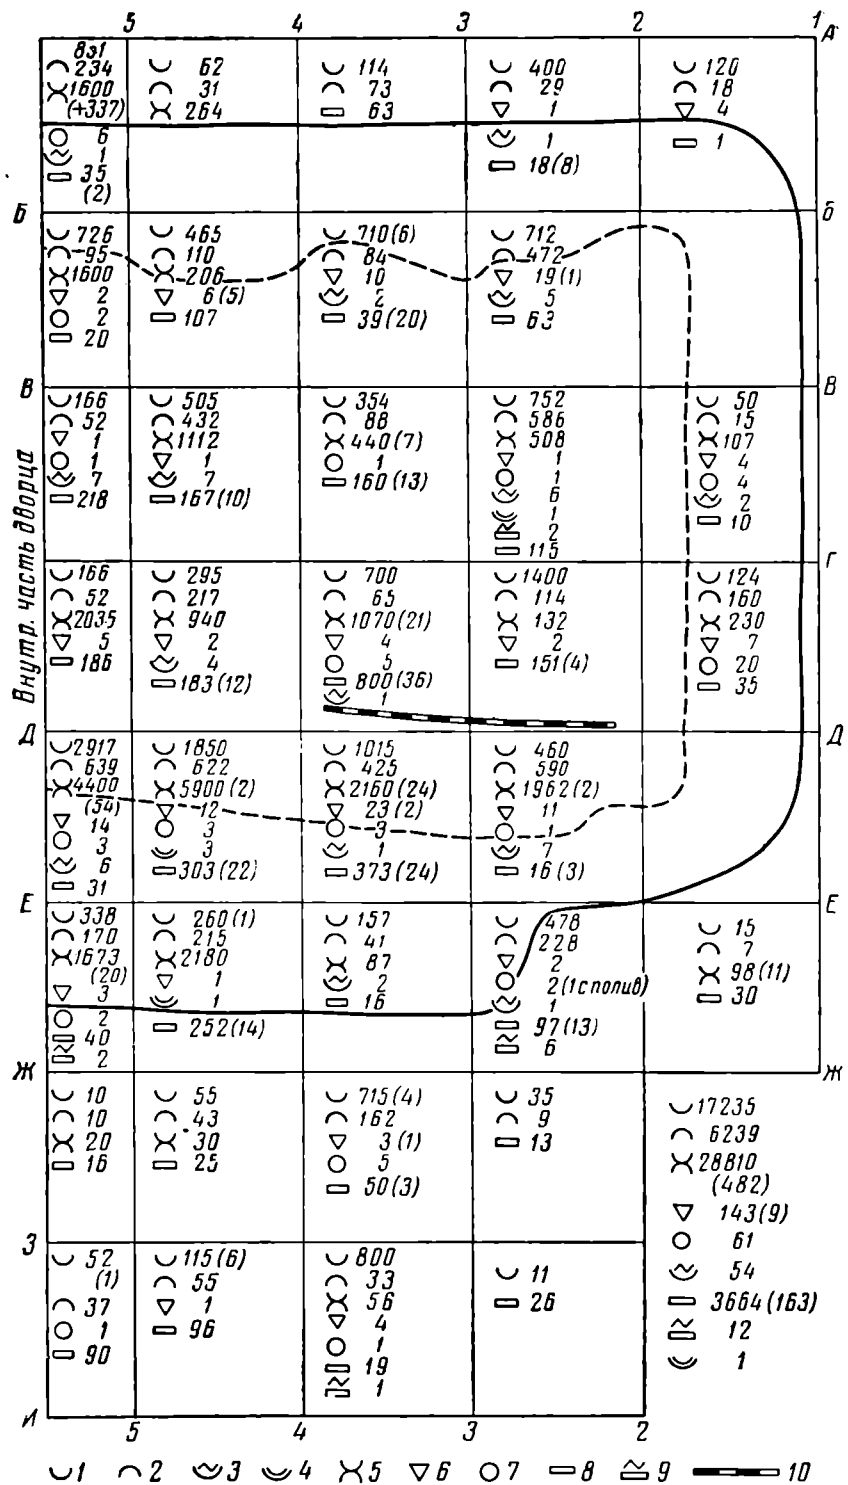 5 4 3 2 1
А
831 62 114 400 120
234 31 73 29 18
1600 264 63 1 4
(+337)
6 1 1
1 18(8)
35
(2)
Б б
726 465 710(6) 712
95 110 84 472
1600 206 10 19(1)
2 6(5) 2 5
2 107 39(20) 63
20
В В
166 505 354 752 50
52 432 88 586 15
1 1112 440(7) 508 107
1 1 1 1 4
7 7 160(13) 1 4
218 167(10) 6 2
1 10
2
115
Внутр. часть дворца
Г
166 295 700 1400 124
52 217 65 114 160
2035 940 1070(21) 132 230
5 2 4 2 7
186 4 5 151(4) 20
183(12) 800(36) 35
1
Д Д
2917 1850 1015 460
639 622 425 590
4400 5900(2) 2160(24) 1962(2)
(54) 12 23(2) 11
14 3 3 1
3 3 1 7
6 303(22) 373(24) 16(3)
31
Е Е
338 260(1) 157 478 15
170 215 41 228 7
1673 2180 87 2 98(11)
(20) 1 2 2(1 с полив) 30
3 1 16 1
2 252(14) 97(13)
40 6
2
Ж Ж
10 55 715(4) 35 17235
10 43 162 9 6239
20 30 3(1) 13 28810
16 25 5 (482)
50(3) 143(9)
З 61
52 115(6) 800 11 54
(1) 55 33 26 3664(163)
37 1 56 12
1 96 4 1
90 1
19
1
И
5 4 3 2
1 2 3 4 5 6 7 8 9 10